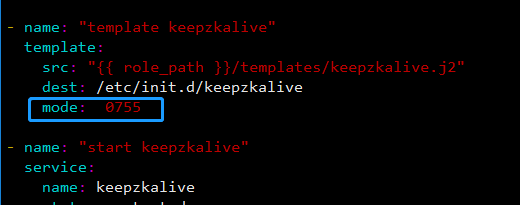 - name: "template keepzkalive"
template:
src: "{{ role_path }}/templates/keepzkalive.j2"
dest: /etc/init.d/keepzkalive
mode: 0755
- name: "start keepzkalive"
service:
name: keepzkalive